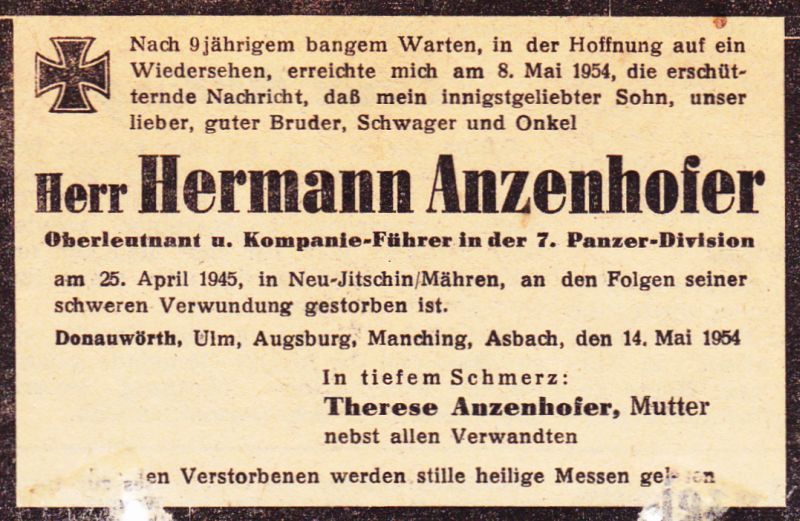 Nach 9jährigem bangem Warten, in der Hoffnung auf ein
Wiedersehen, erreichte mich am 8. Mai 1954, die erschüt-
ternde Nachricht, daß mein innigstgeliebter Sohn, unser
lieber, guter Bruder, Schwager und Onkel
Herr Hermann Anzenhofer
Oberleutnant u. Kompanie-Führer in der 7. Panzer-Division
am 25. April 1945, in Neu-Jitschin/Mähren, an den Folgen seiner
schweren Verwundung gestorben ist.
Donauwörth, Ulm, Augsburg, Manching, Asbach, den 14. Mai 1954
In tiefem Schmerz:
Therese Anzenhofer, Mutter
nebst allen Verwandten
Verstorbenen werden stille heilige Messen